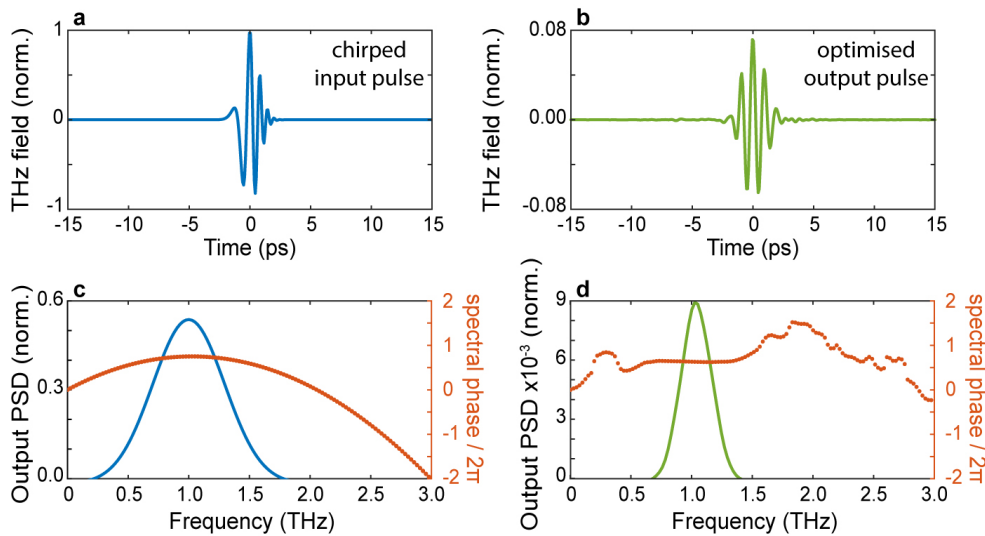 a
THz field (norm.)
1
0
-1
chirped
input pulse
-15 -10 -5 0 5 10 15
Time (ps)
b
THz field (norm.)
0.08
0.00
-0.08
optimised
output pulse
-15 -10 -5 0 5 10 15
Time (ps)
c
Output PSD (norm.)
0.6
0.3
0.0
2
1
0
-1
-2
spectral phase / 2π
0 0.5 1.0 1.5 2.0 2.5 3.0
Frequency (THz)
d
Output PSD x10-3 (norm.)
9
6
3
0
2
1
0
-1
-2
spectral phase / 2π
0 0.5 1.0 1.5 2.0 2.5 3.0
Frequency (THz)